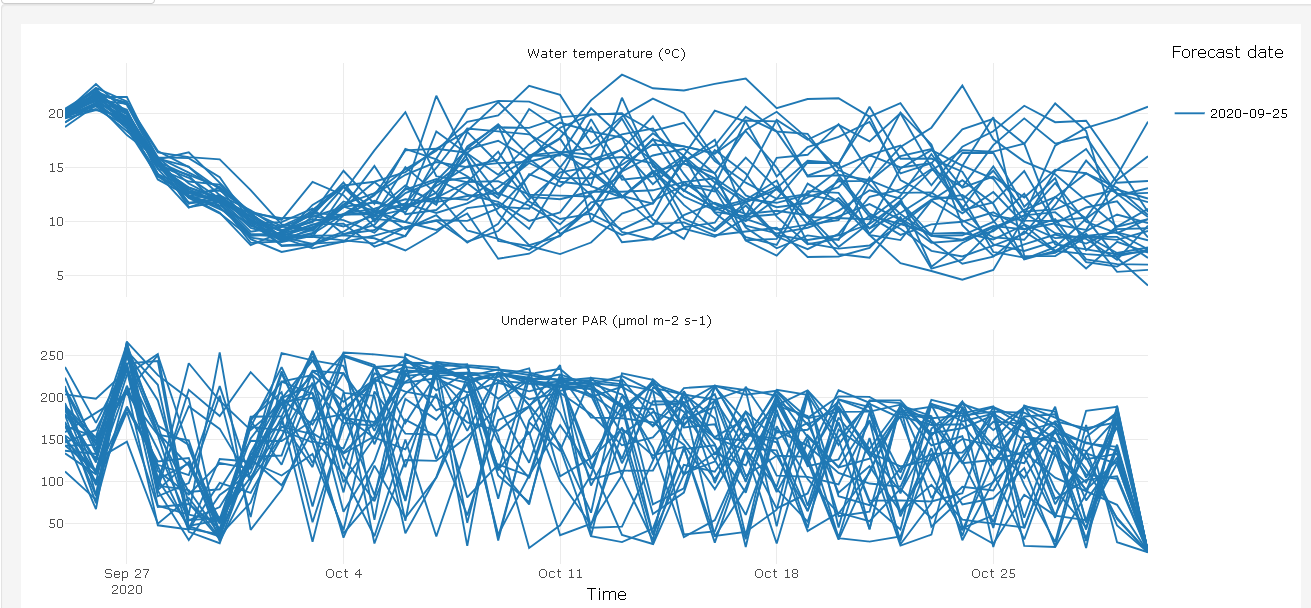 Water temperature (°C)
Forecast date
20
2020-09-25
15
10
5
Underwater PAR (μmol m-2 s-1)
250
200
150
100
50
Sep 27
2020
Oct 4
Oct 11
Oct 18
Oct 25
Time